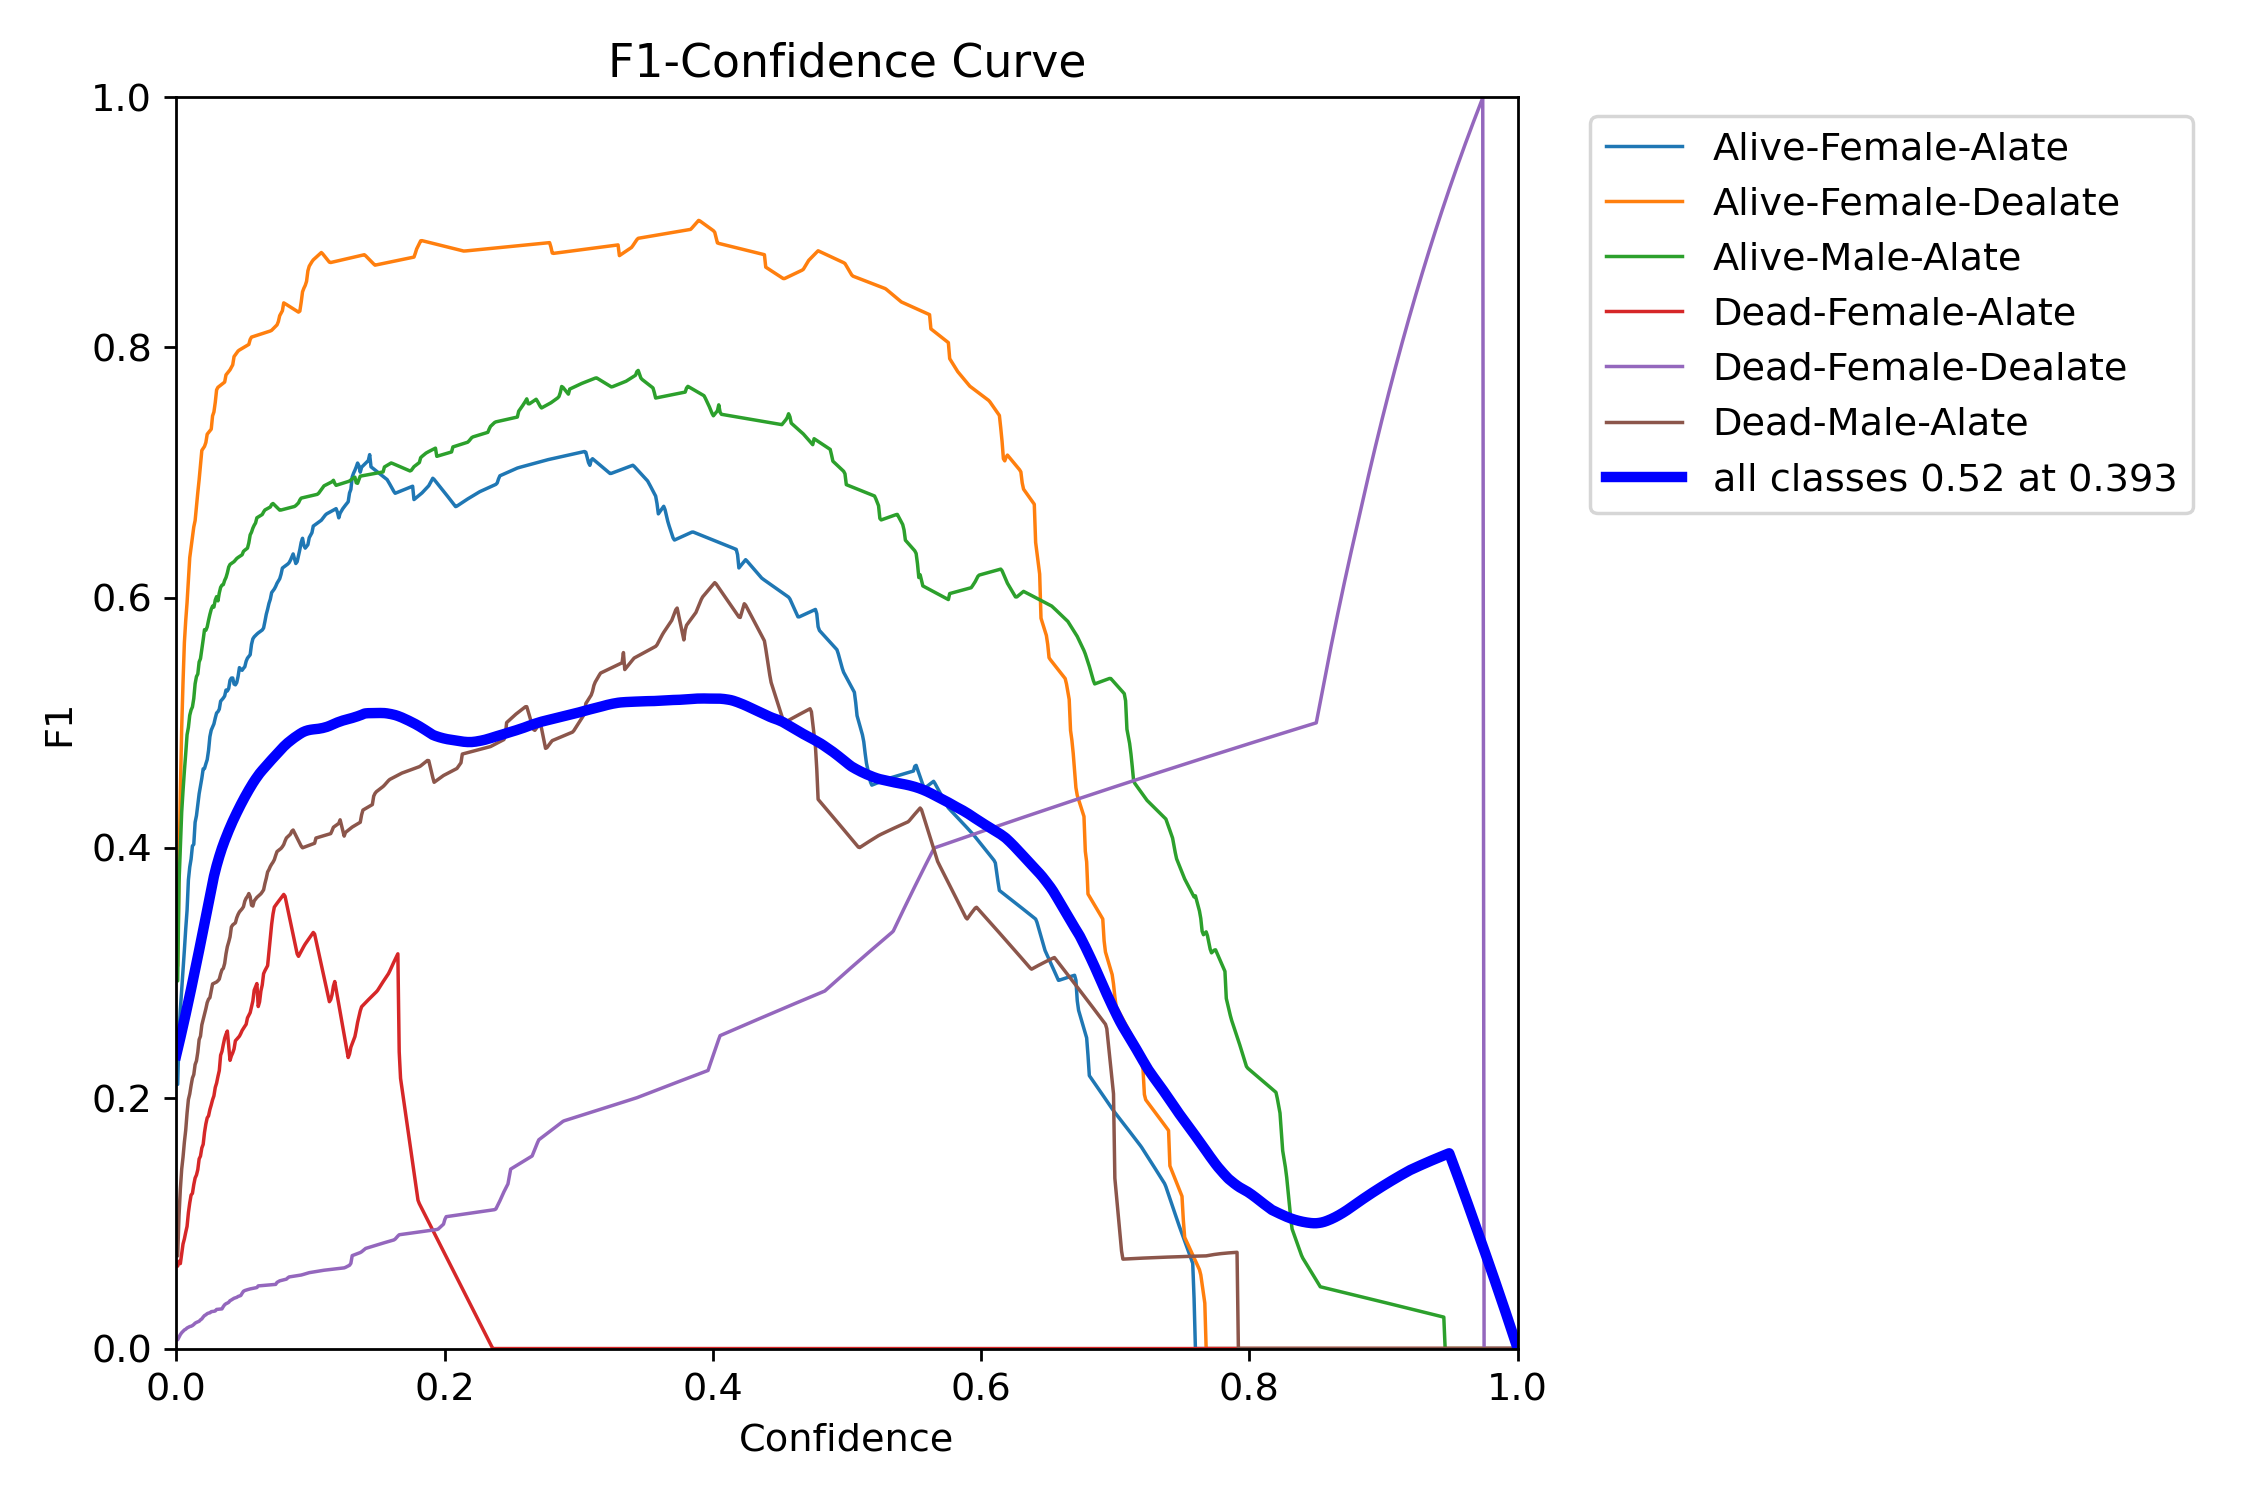 F1-Confidence Curve
1.0
0.8
0.6
0.4
0.2
0.0
F1
0.0 0.2 0.4 0.6 0.8 1.0
Confidence
Alive-Female-Alate
Alive-Female-Dealate
Alive-Male-Alate
Dead-Female-Alate
Dead-Female-Dealate
Dead-Male-Alate
all classes 0.52 at 0.393